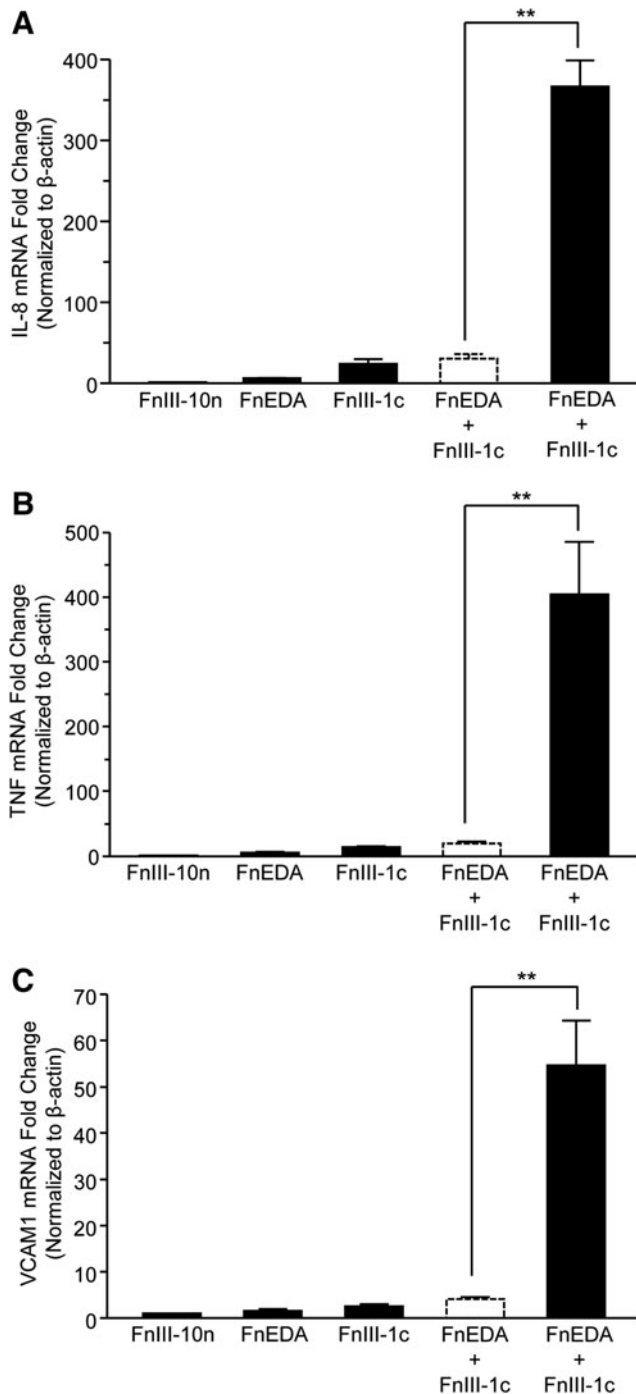 A
**
IL-8 mRNA Fold Change
(Normalized to β-actin)
400
300
200
100
0
FnIII-10n FnEDA FnIII-1c FnEDA FnEDA
+ +
FnIII-1c FnIII-1c
B
**
TNF mRNA Fold Change
(Normalized to β-actin)
500
400
300
200
100
0
FnIII-10n FnEDA FnIII-1c FnEDA FnEDA
+ +
FnIII-1c FnIII-1c
C
**
VCAM1 mRNA Fold Change
(Normalized to β-actin)
70
60
50
40
30
20
10
0
FnIII-10n FnEDA FnIII-1c FnEDA FnEDA
+ +
FnIII-1c FnIII-1c